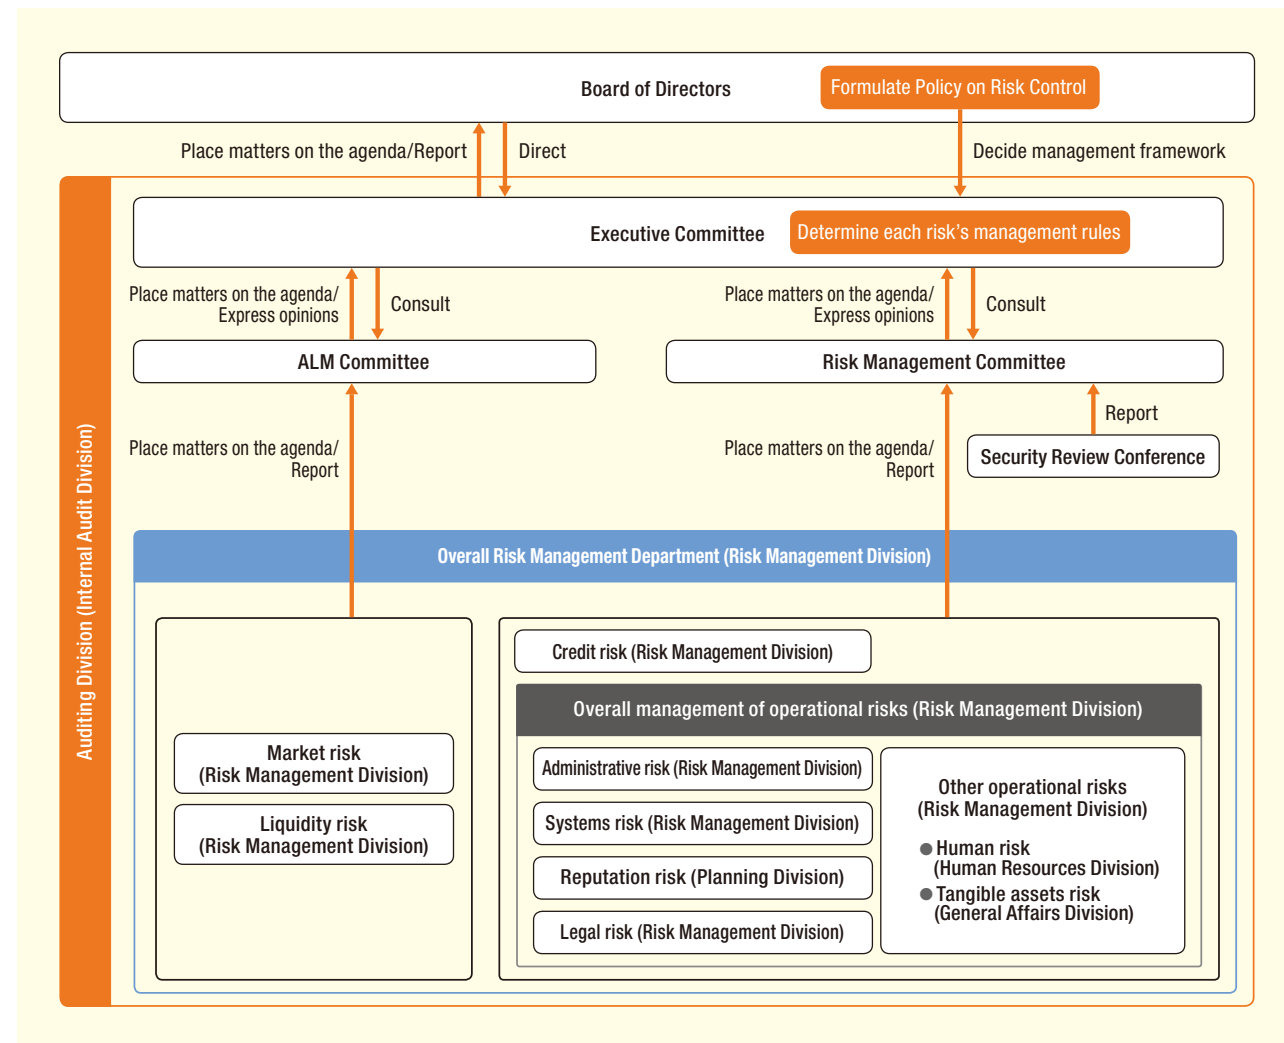 Board of Directors
Formulate Policy on Risk Control
Place matters on the agenda/Report
Direct
Decide management framework
Auditing Division (Internal Audit Division)
Executive Committee
Determine each risk's management rules
Place matters on the agenda/
Express opinions
Consult
Place matters on the agenda/
Express opinions
Consult
ALM Committee
Risk Management Committee
Report
Place matters on the agenda/
Report
Place matters on the agenda/
Report
Security Review Conference
Overall Risk Management Department (Risk Management Division)
Market risk
(Risk Management Division)
Liquidity risk
(Risk Management Division)
Credit risk (Risk Management Division)
Overall management of operational risks (Risk Management Division)
Administrative risk (Risk Management Division)
Systems risk (Risk Management Division)
Reputation risk (Planning Division)
Legal risk (Risk Management Division)
Other operational risks
(Risk Management Division)
● Human risk
(Human Resources Division)
● Tangible assets risk
(General Affairs Division)